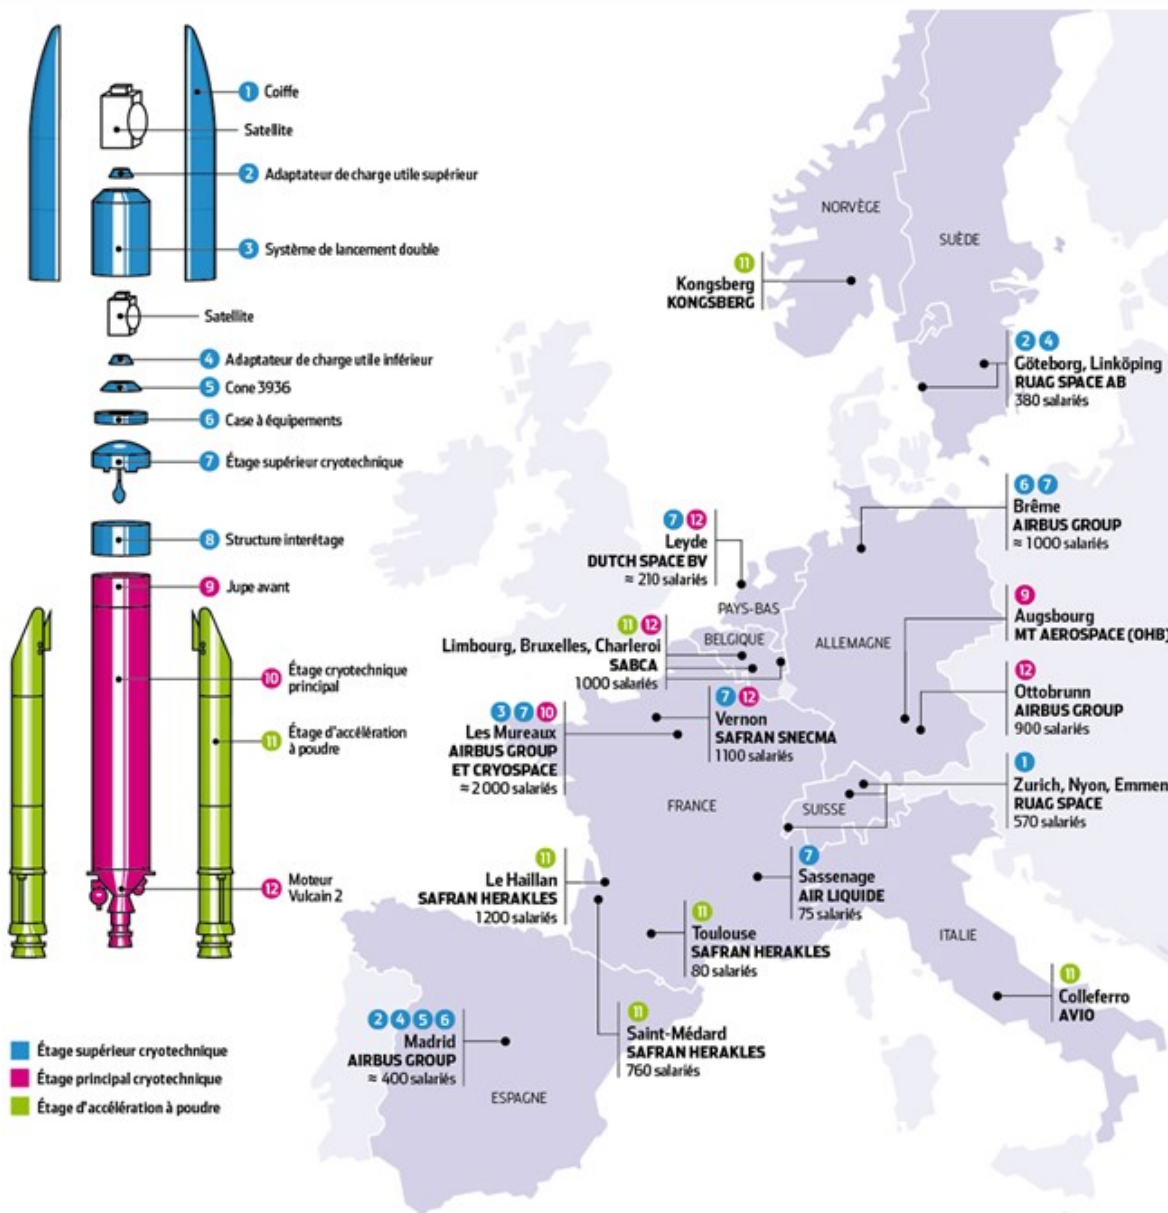 1 Coiffe
Satellite
2 Adaptateur de charge utile supérieur
3 Système de lancement double
Satellite
4 Adaptateur de charge utile inférieur
5 Cone 3936
6 Case à équipements
7 Étage supérieur cryotechnique
8 Structure interétage
9 Jupe avant
10 Étage cryotechnique
principal
11 Étage d'accélération
à poudre
12 Moteur
Vulcain 2
Étage supérieur cryotechnique
Étage principal cryotechnique
Étage d'accélération à poudre
NORVÈGE
SUÈDE
11
Kongsberg
KONGSBERG
2 4
Göteborg, Linköping
RUAG SPACE AB
380 salariés
6 7
Brême
AIRBUS GROUP
≈ 1000 salariés
7 12
Leyde
DUTCH SPACE BV
≈ 210 salariés
PAYS-BAS
BELGIQUE
ALLEMAGNE
9
Augsbourg
MT AEROSPACE (OHB)
11 12
Limbourg, Bruxelles, Charleroi
SABCA
1000 salariés
12
Ottobrunn
AIRBUS GROUP
900 salariés
3 7 10
Les Mureaux
AIRBUS GROUP
ET CRYOSPACE
≈ 2 000 salariés
7 12
Vernon
SAFRAN SNECMA
1100 salariés
1
Zurich, Nyon, Emmen
RUAG SPACE
570 salariés
FRANCE
SUISSE
11
Le Haillan
SAFRAN HERAKLES
1200 salariés
7
Sassenage
AIR LIQUIDE
75 salariés
11
Toulouse
SAFRAN HERAKLES
80 salariés
ITALIE
11
Colleferro
AVIO
2 4 5 6
Madrid
AIRBUS GROUP
≈ 400 salariés
11
Saint-Médard
SAFRAN HERAKLES
760 salariés
ESPAGNE